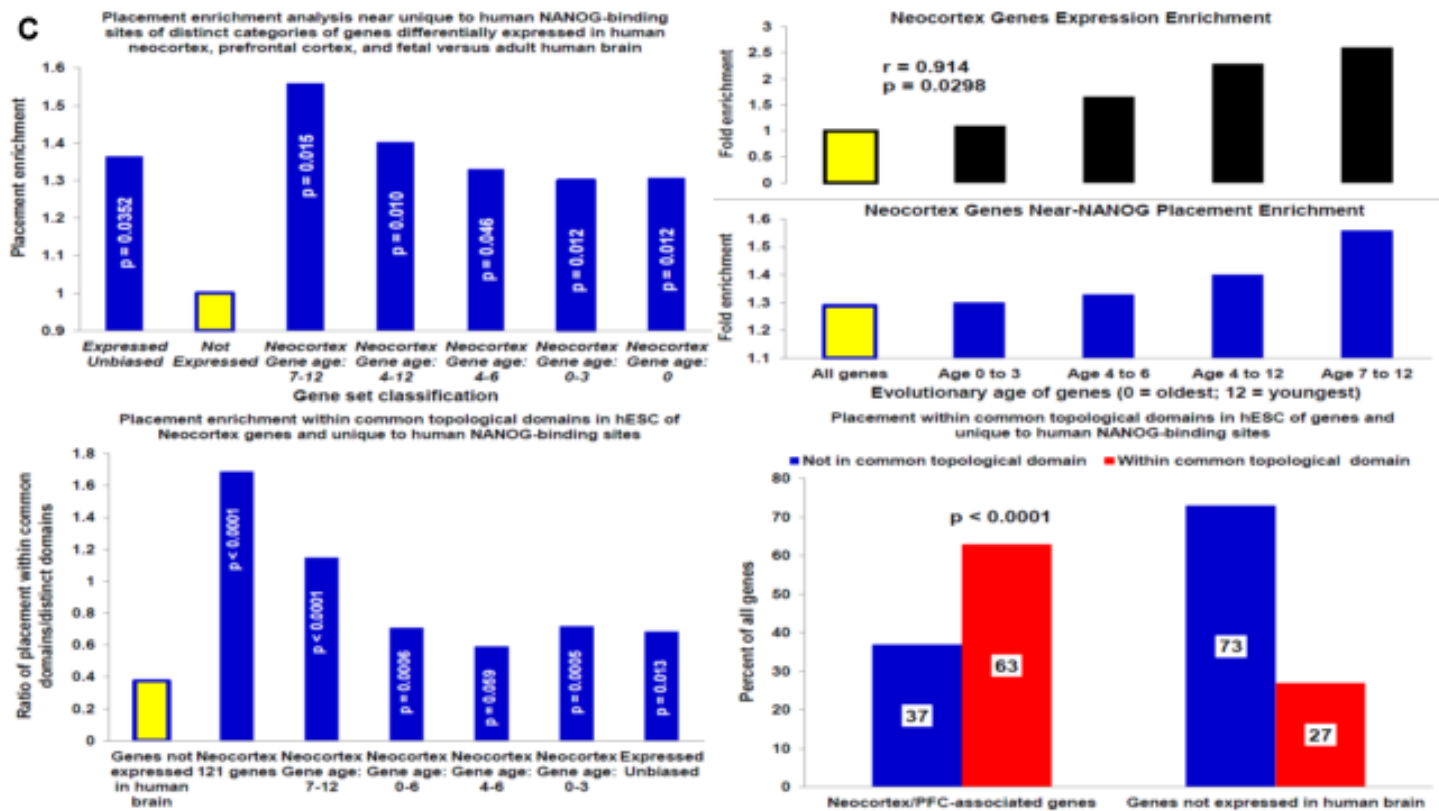 C
Placement enrichment analysis near unique to human NANOG-binding
sites of distinct categories of genes differentially expressed in human
neocortex, prefrontal cortex, and fetal versus adult human brain
Placement enrichment
1.6
1.5
1.4
1.3
1.2
1.1
1
0.9
p = 0.0352
p = 0.015
p = 0.010
p = 0.046
p = 0.012
p = 0.012
Expressed Not Neocortex Neocortex Neocortex Neocortex Neocortex
Unbiased Expressed Gene age: Gene age: Gene age: Gene age: Gene age:
7-12 4-12 4-6 0-3 0
Gene set classification
Neocortex Genes Expression Enrichment
Fold enrichment
3
2.5
2
1.5
1
0.5
0
r = 0.914
p = 0.0298
Neocortex Genes Near-NANOG Placement Enrichment
Fold enrichment
1.6
1.5
1.4
1.3
1.2
1.1
All genes Age 0 to 3 Age 4 to 6 Age 4 to 12 Age 7 to 12
Evolutionary age of genes (0 = oldest; 12 = youngest)
Placement enrichment within common topological domains in hESC of
Neocortex genes and unique to human NANOG-binding sites
Ratio of placement within common
domains/distinct domains
1.8
1.6
1.4
1.2
1
0.8
0.6
0.4
0.2
0
p < 0.0001
p < 0.0001
p = 0.0006
p = 0.059
p = 0.0005
p = 0.013
Genes not Neocortex Neocortex Neocortex Neocortex Neocortex Expressed
expressed 121 genes Gene age: Gene age: Gene age: Gene age: Unbiased
in human 7-12 0-6 4-6 0-3
brain
Placement within common topological domains in hESC of genes and
unique to human NANOG-binding sites
Not in common topological domain Within common topological domain
Percent of all genes
80
70
60
50
40
30
20
10
0
p < 0.0001
37
63
73
27
Neocortex/PFC-associated genes Genes not expressed in human brain